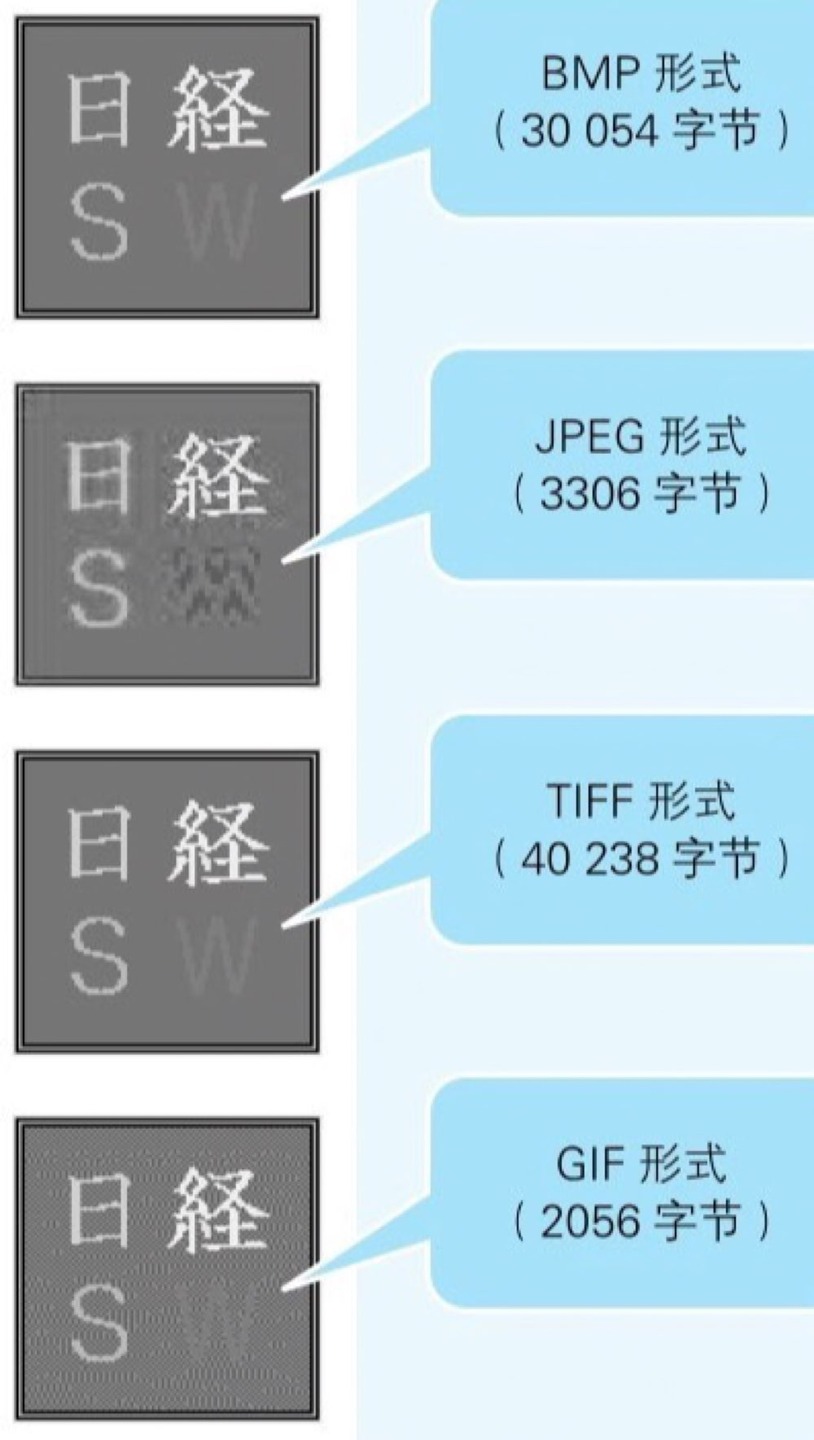 日 経
S W
BMP 形式
( 30 054 字节 )
日 経
S
JPEG 形式
( 3306 字节 )
日 経
S W
TIFF 形式
( 40 238 字节 )
日 経
S W
GIF 形式
( 2056 字节 )